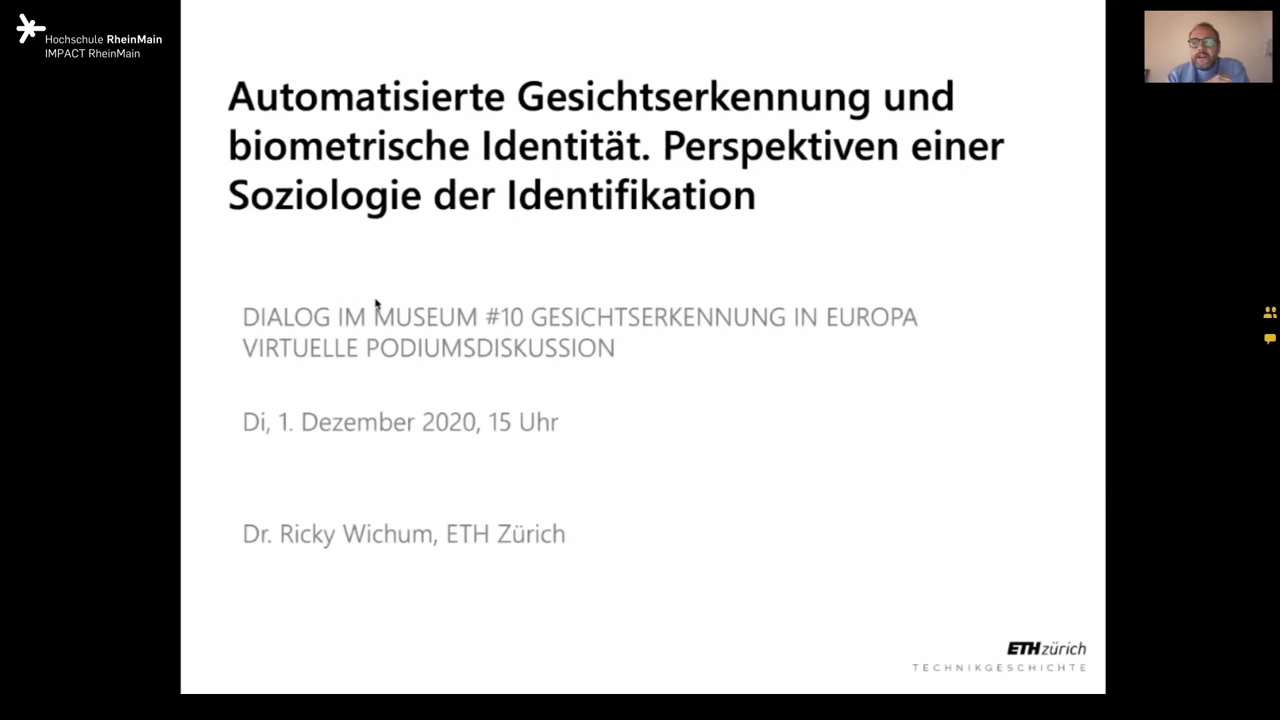 Hochschule RheinMain
IMPACT RheinMain
Automatisierte Gesichtserkennung und
biometrische Identität. Perspektiven einer
Soziologie der Identifikation
DIALOG IM MUSEUM #10 GESICHTSERKENNUNG IN EUROPA
VIRTUELLE PODIUMSDISKUSSION
Di, 1. Dezember 2020, 15 Uhr
Dr. Ricky Wichum, ETH Zürich
ETH zürich
TECHNIKGESCHICHTE